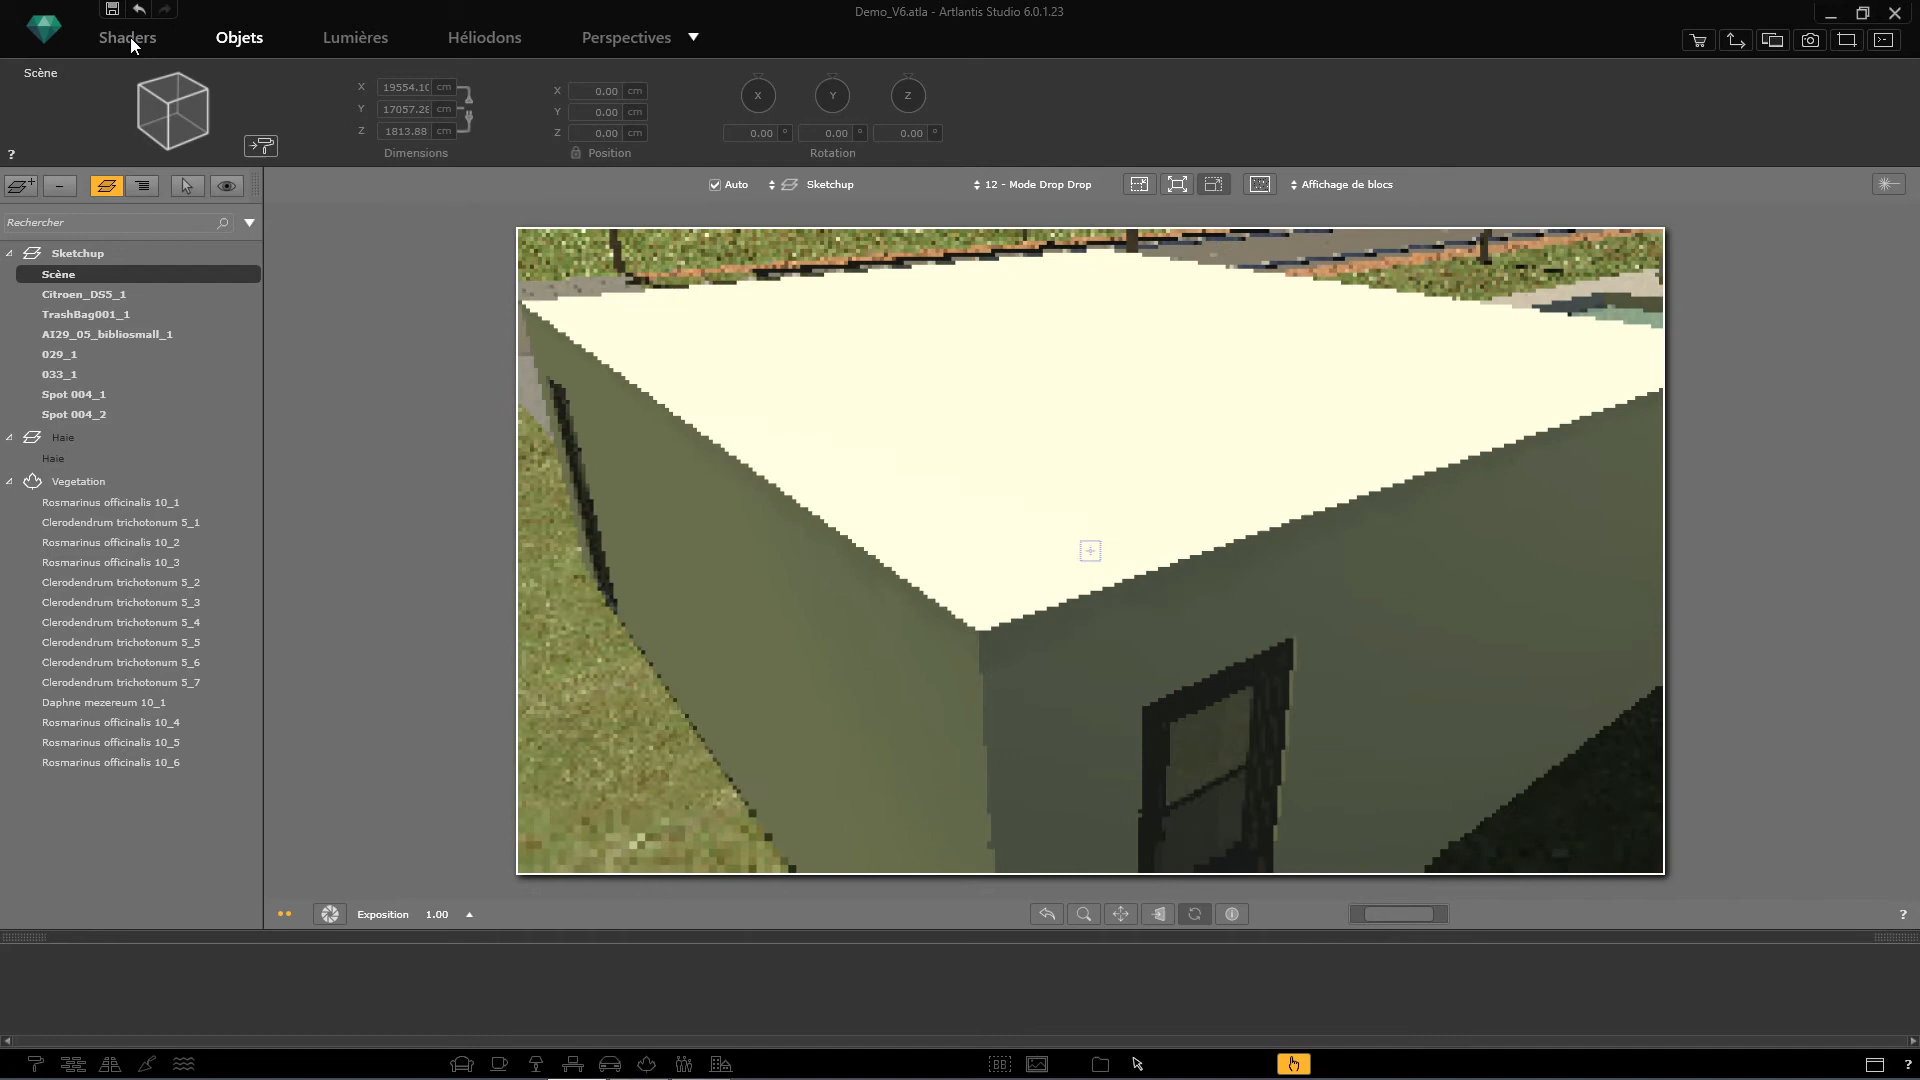 Demo_V6.atla - Artlantis Studio 6.0.1.23
Shaders Objets Lumières Héliodons Perspectives
Scène
X 19554.10 cm
Y 17057.28 cm
Z 1813.88 cm
Dimensions
X 0.00 cm
Y 0.00 cm
Z 0.00 cm
Position
X Y Z
0.00 ° 0.00 ° 0.00 °
Rotation
?
Auto Sketchup 12 - Mode Drop Drop Affichage de blocs
Rechercher
Sketchup
Scène
Citroen_DS5_1
TrashBag001_1
AI29_05_bibliosmall_1
029_1
033_1
Spot 004_1
Spot 004_2
Haie
Haie
Vegetation
Rosmarinus officinalis 10_1
Clerodendrum trichotonum 5_1
Rosmarinus officinalis 10_2
Rosmarinus officinalis 10_3
Clerodendrum trichotonum 5_2
Clerodendrum trichotonum 5_3
Clerodendrum trichotonum 5_4
Clerodendrum trichotonum 5_5
Clerodendrum trichotonum 5_6
Clerodendrum trichotonum 5_7
Daphne mezereum 10_1
Rosmarinus officinalis 10_4
Rosmarinus officinalis 10_5
Rosmarinus officinalis 10_6
Exposition 1.00
?
?